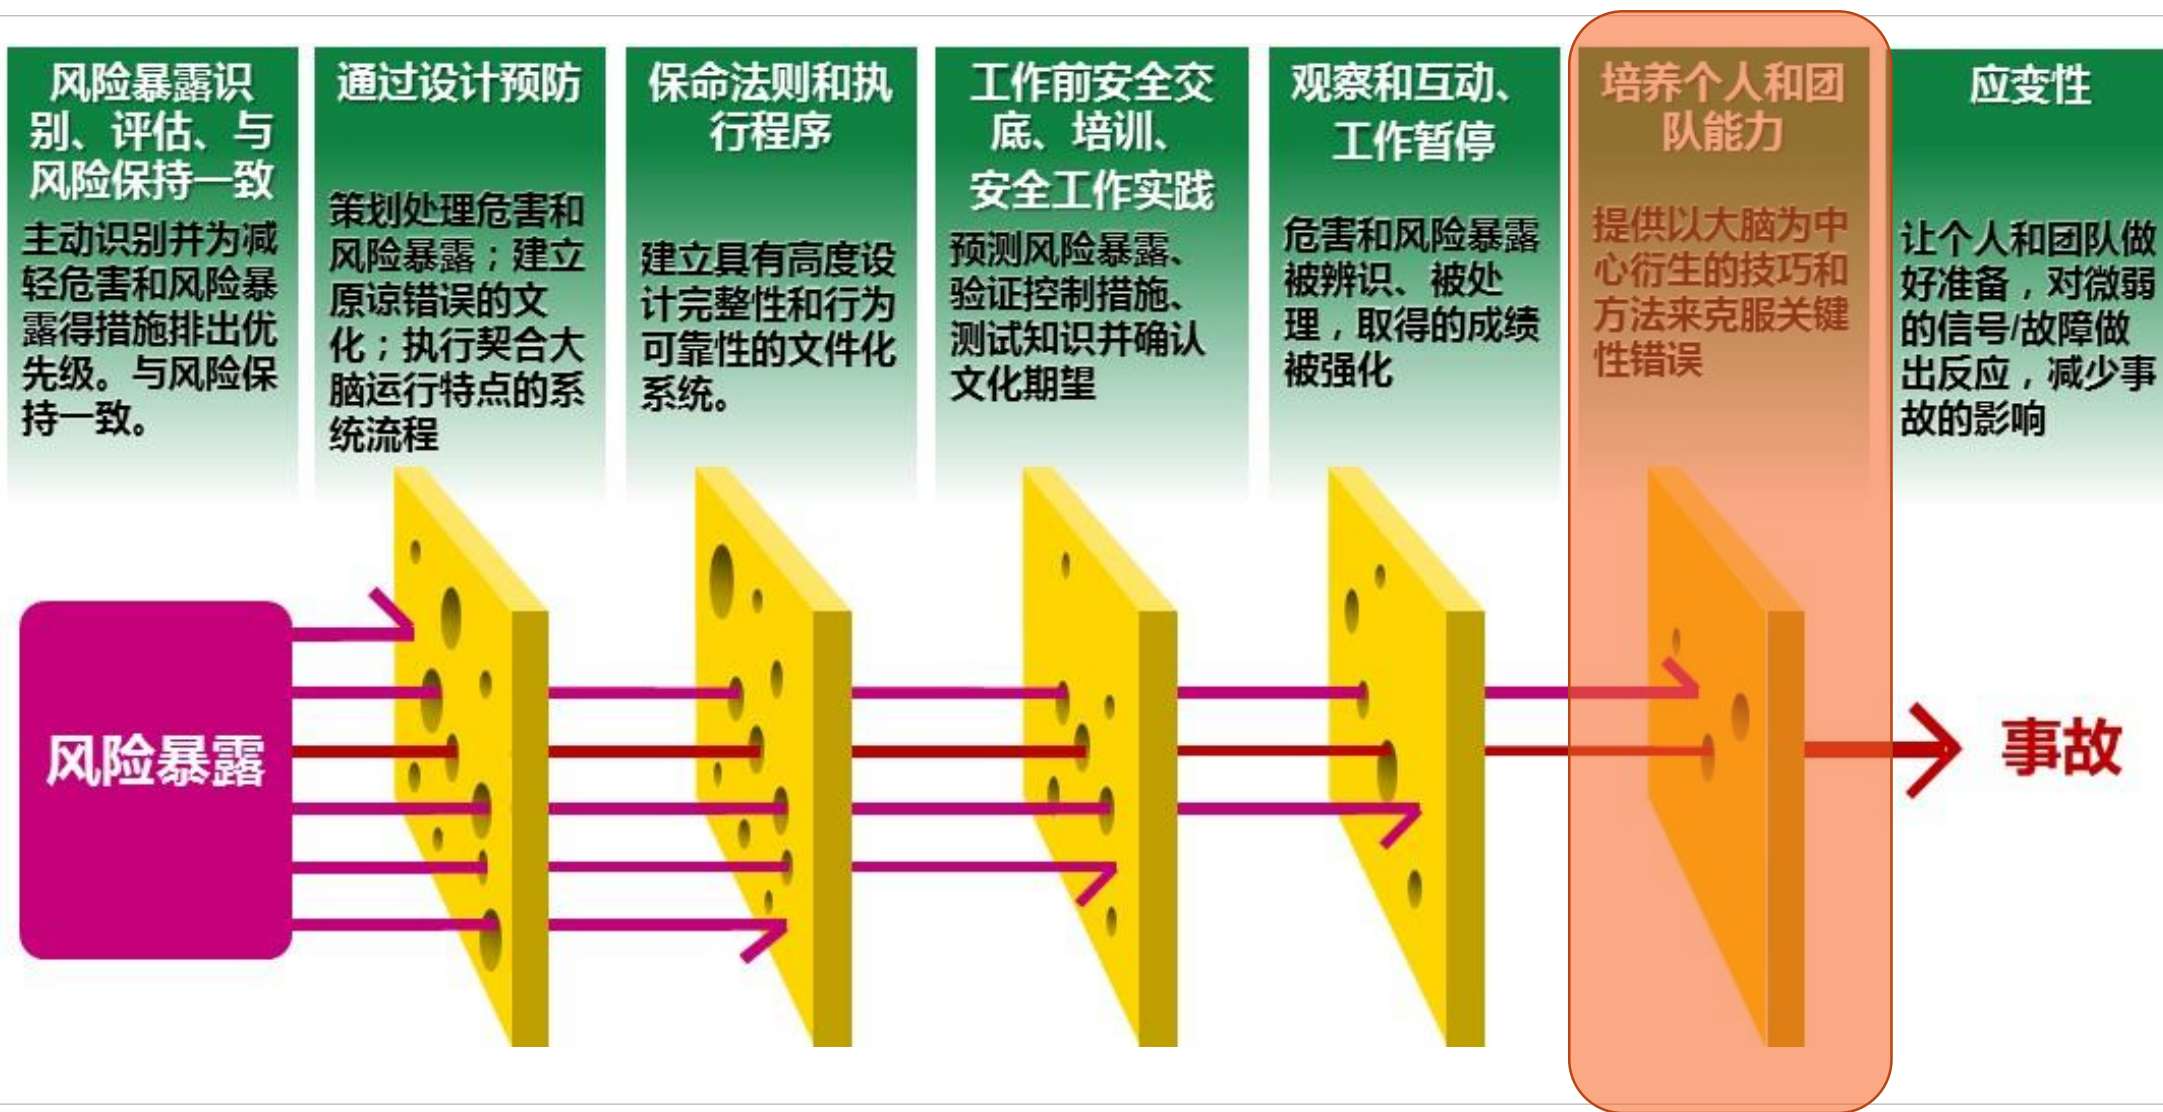 风险暴露识
别、评估、与
风险保持一致
主动识别并为减
轻危害和风险暴
露得措施排出优
先级。与风险保
持一致。
通过设计预防
策划处理危害和
风险暴露；建立
原谅错误的文
化；执行契合大
脑运行特点的系
统流程
保命法则和执
行程序
建立具有高度设
计完整性和行为
可靠性的文件化
系统。
工作前安全交
底、培训、
安全工作实践
预测风险暴露、
验证控制措施、
测试知识并确认
文化期望
观察和互动、
工作暂停
危害和风险暴露
被辨识、被处
理，取得的成绩
被强化
培养个人和团
队能力
提供以大脑为中
心衍生的技巧和
方法来克服关键
性错误
应变性
让个人和团队做
好准备，对微弱
的信号/故障做
出反应，减少事
故的影响
风险暴露
事故